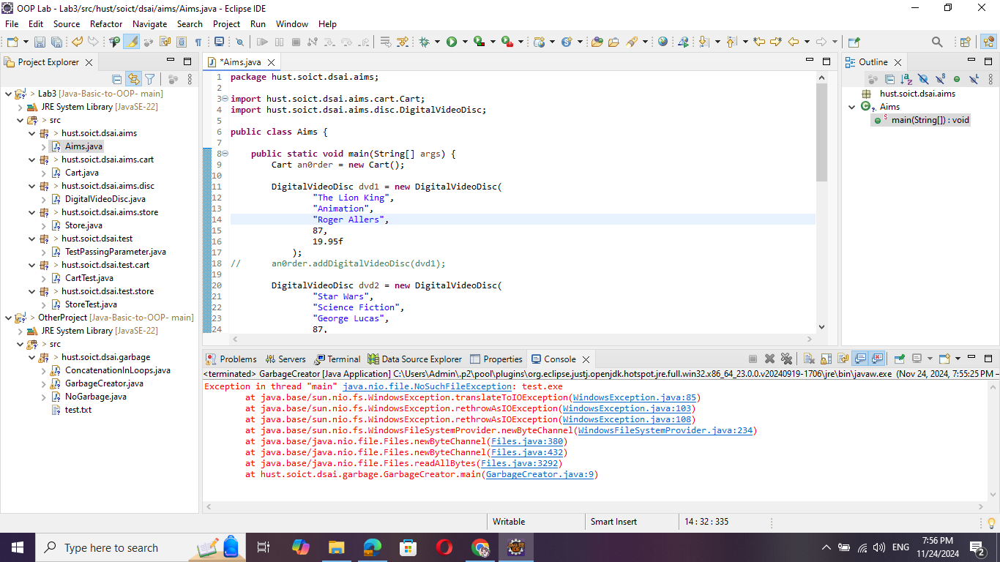 OOP Lab - Lab3/src/hust/soict/dsai/aims/Aims.java - Eclipse IDE
File Edit Source Refactor Navigate Search Project Run Window Help
Project Explorer
> Lab3 [Java-Basic-to-OOP- main]
JRE System Library [JavaSE-22]
> src
> hust.soict.dsai.aims
Aims.java
> hust.soict.dsai.aims.cart
Cart.java
> hust.soict.dsai.aims.disc
DigitalVideoDisc.java
> hust.soict.dsai.aims.store
Store.java
> hust.soict.dsai.test
TestPassingParameter.java
> hust.soict.dsai.test.cart
CartTest.java
> hust.soict.dsai.test.store
StoreTest.java
> OtherProject [Java-Basic-to-OOP- main]
JRE System Library [JavaSE-22]
> src
> hust.soict.dsai.garbage
ConcatenationInLoops.java
GarbageCreator.java
NoGarbage.java
test.txt
*Aims.java
1 package hust.soict.dsai.aims;
2
3 import hust.soict.dsai.aims.cart.Cart;
4 import hust.soict.dsai.aims.disc.DigitalVideoDisc;
5
6 public class Aims {
7
8 public static void main(String[] args) {
9 Cart an0rder = new Cart();
10
11 DigitalVideoDisc dvd1 = new DigitalVideoDisc(
12 "The Lion King",
13 "Animation",
14 "Roger Allers",
15 87,
16 19.95f
17 );
18 // an0rder.addDigitalVideoDisc(dvd1);
19
20 DigitalVideoDisc dvd2 = new DigitalVideoDisc(
21 "Star Wars",
22 "Science Fiction",
23 "George Lucas",
24 87,
Outline
hust.soict.dsai.aims
Aims
main(String[]) : void
Problems Servers Terminal Data Source Explorer Properties Console
<terminated> GarbageCreator [Java Application] C:\Users\Admin\.p2\pool\plugins\org.eclipse.justj.openjdk.hotspot.jre.full.win32.x86_64_23.0.0.v20240919-1706\jre\bin\javaw.exe (Nov 24, 2024, 7:55:25 PM –
Exception in thread "main" java.nio.file.NoSuchFileException: test.exe
at java.base/sun.nio.fs.WindowsException.translateToIOException(WindowsException.java:85)
at java.base/sun.nio.fs.WindowsException.rethrowAsIOException(WindowsException.java:103)
at java.base/sun.nio.fs.WindowsException.rethrowAsIOException(WindowsException.java:108)
at java.base/sun.nio.fs.WindowsFileSystemProvider.newByteChannel(WindowsFileSystemProvider.java:234)
at java.base/java.nio.file.Files.newByteChannel(Files.java:380)
at java.base/java.nio.file.Files.newByteChannel(Files.java:432)
at java.base/java.nio.file.Files.readAllBytes(Files.java:3292)
at hust.soict.dsai.garbage.GarbageCreator.main(GarbageCreator.java:9)
Writable Smart Insert 14 : 32 : 335
Type here to search
ENG
7:56 PM
11/24/2024
2